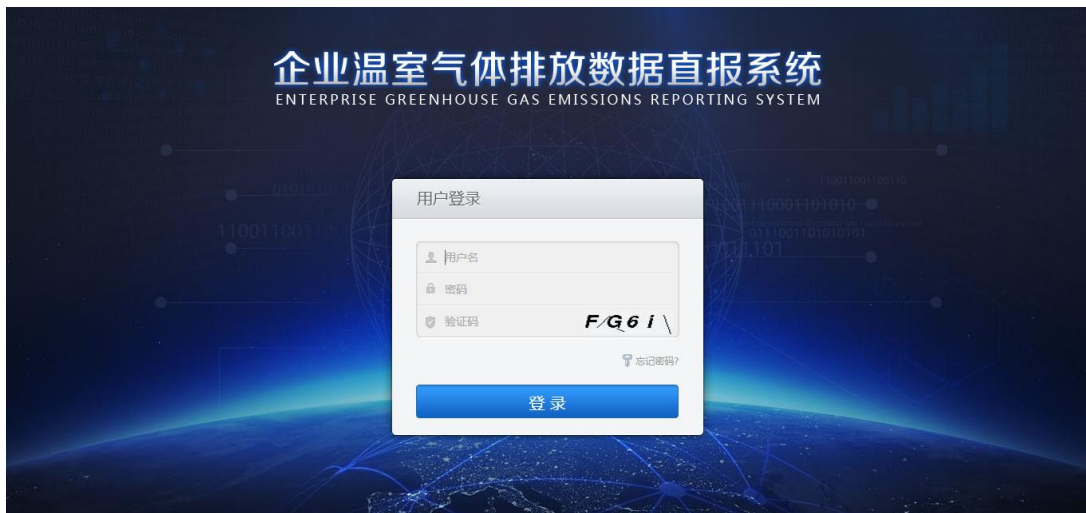 企业温室气体排放数据直报系统
ENTERPRISE GREENHOUSE GAS EMISSIONS REPORTING SYSTEM
用户登录
用户名
密码
验证码 FG6i
忘记密码?
登录